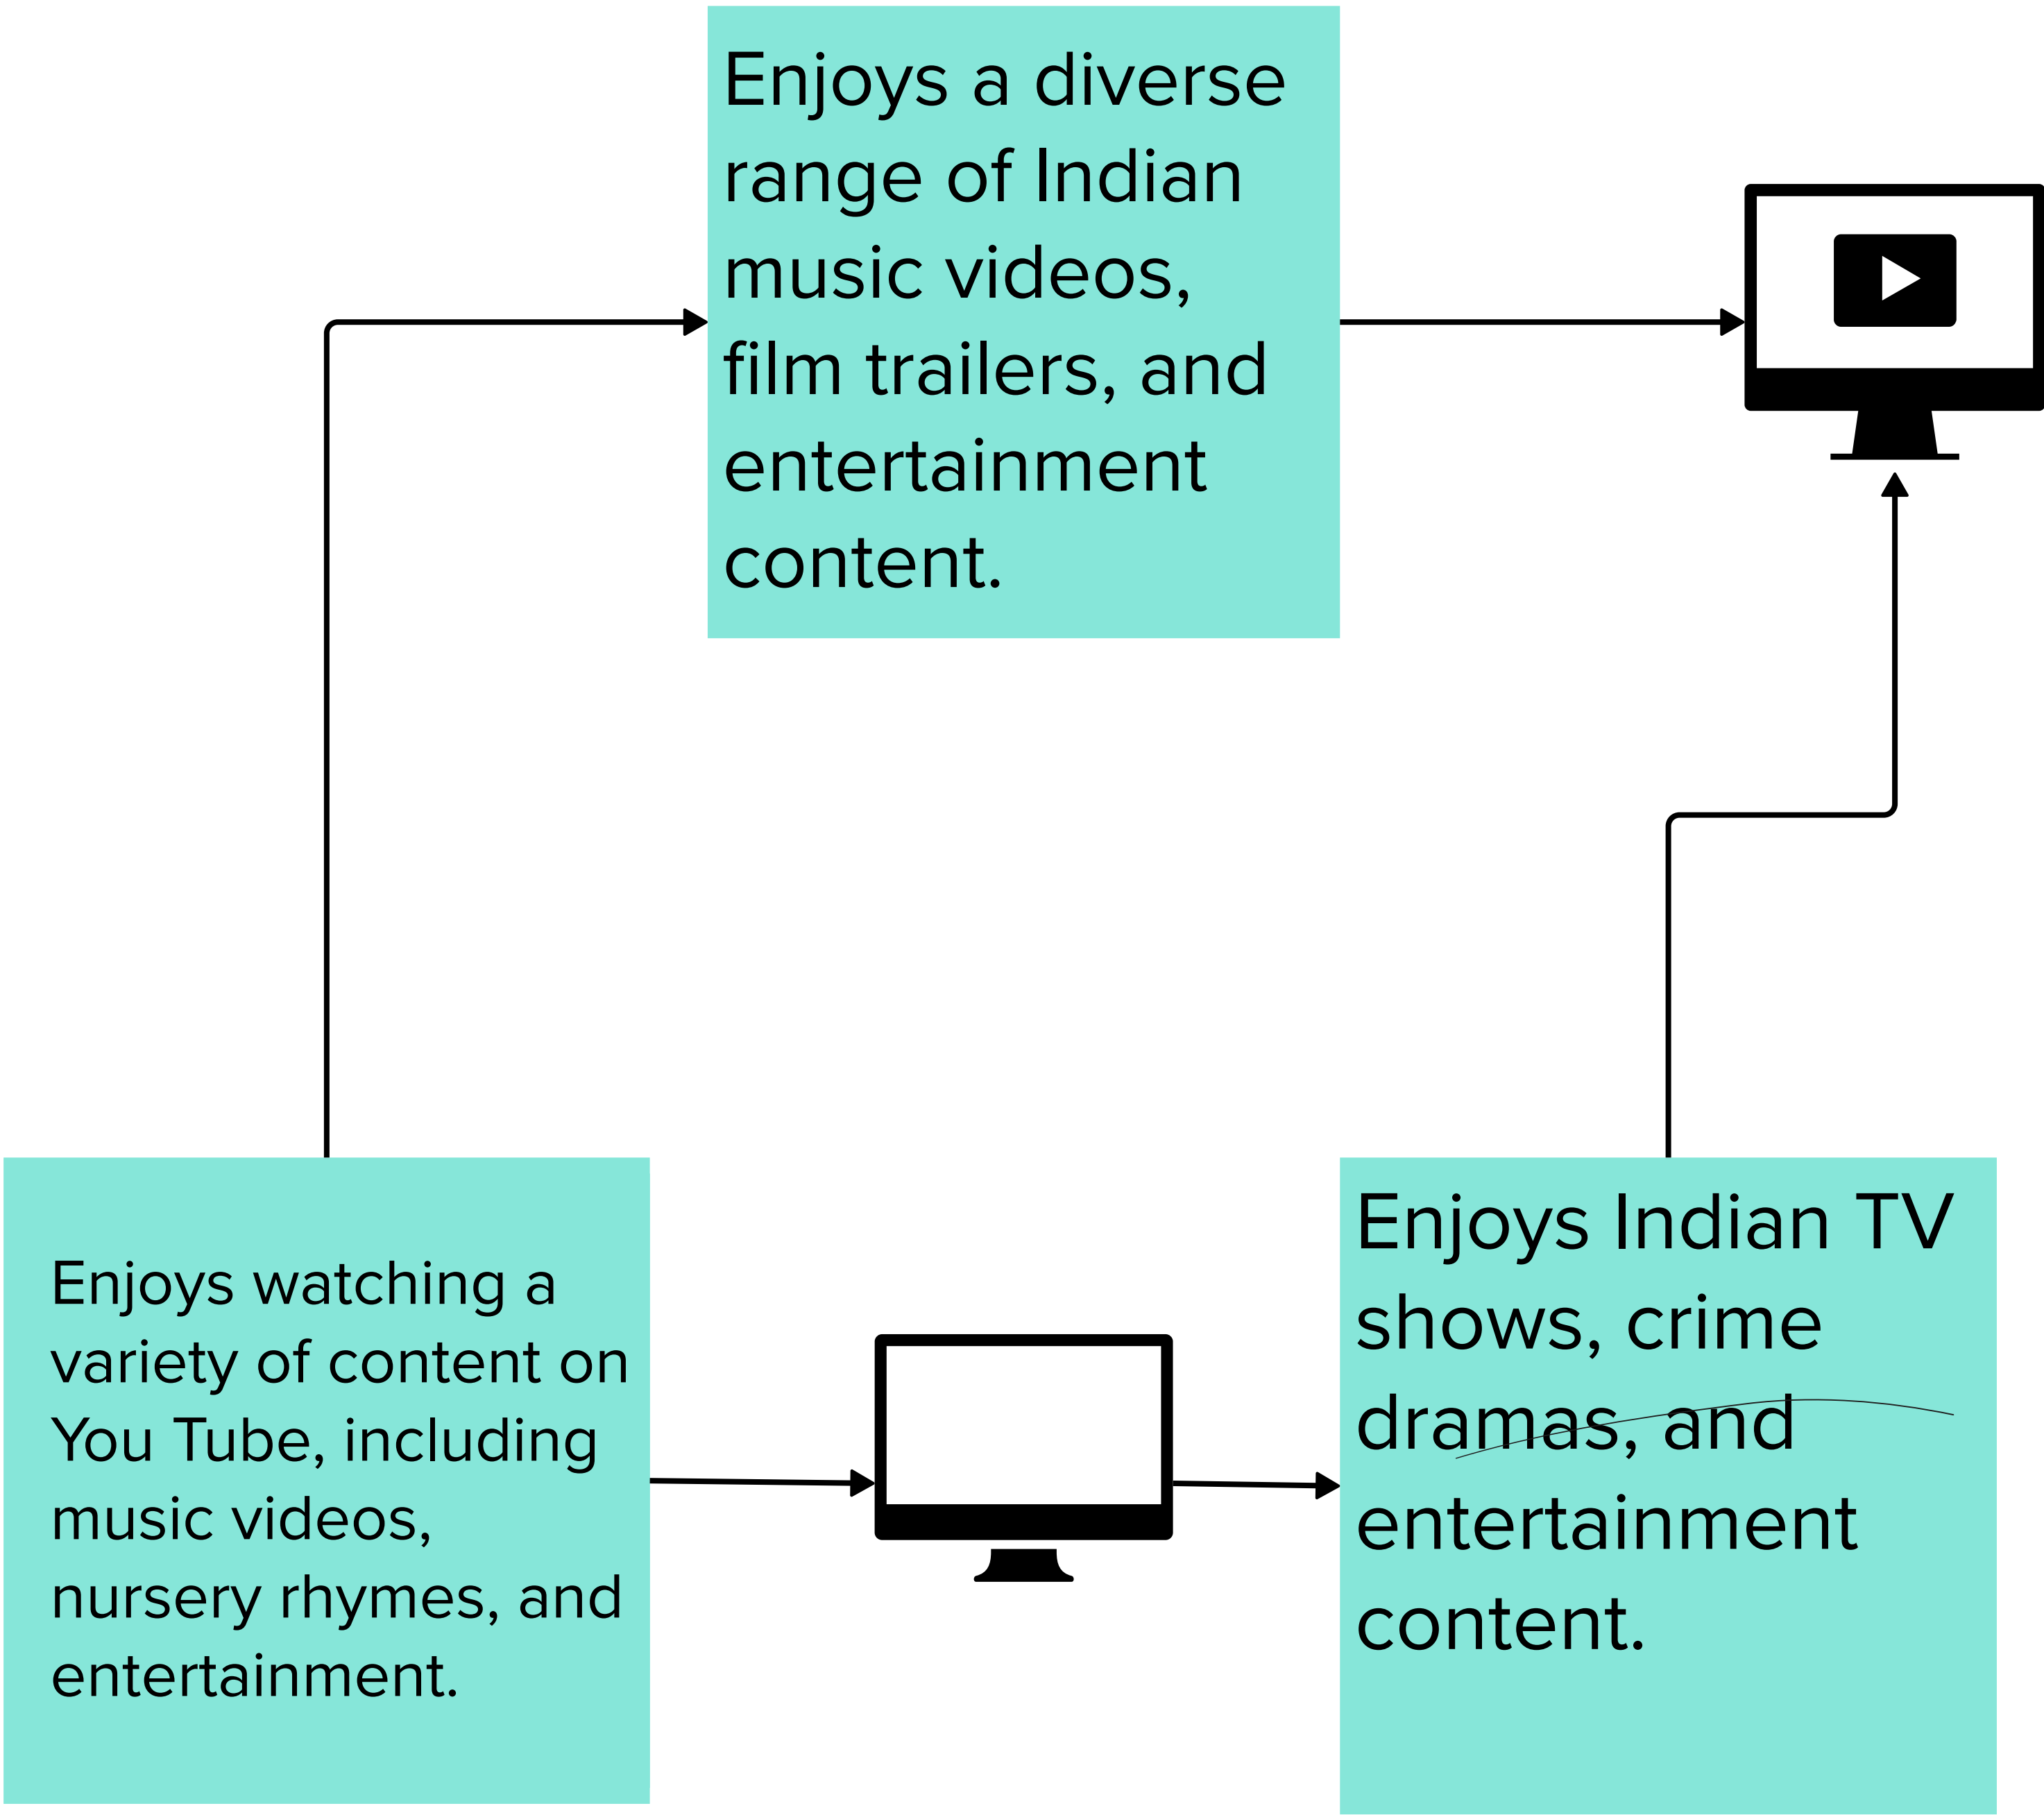 Enjoys a diverse
range of Indian
music videos,
film trailers, and
entertainment
content.
Enjoys watching a
variety of content on
You Tube, including
music videos,
nursery rhymes, and
entertainment.
Enjoys Indian TV
shows, crime
dramas, and
entertainment
content.